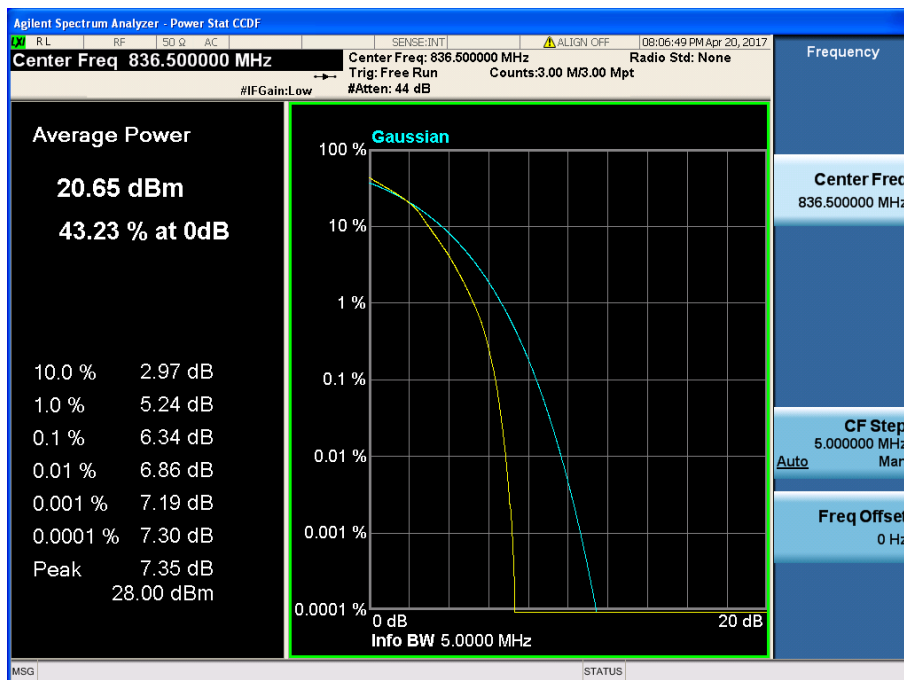 Agilent Spectrum Analyzer - Power Stat CCDF
LXI RL RF 50 Ω AC SENSE:INT ALIGN OFF 08:06:49 PM Apr 20, 2017
Center Freq 836.500000 MHz
Center Freq: 836.500000 MHz Radio Std: None
Trig: Free Run Counts:3.00 M/3.00 Mpt
#IFGain:Low #Atten: 44 dB
Frequency
Average Power
20.65 dBm
43.23 % at 0dB
10.0 % 2.97 dB
1.0 % 5.24 dB
0.1 % 6.34 dB
0.01 % 6.86 dB
0.001 % 7.19 dB
0.0001 % 7.30 dB
Peak 7.35 dB
28.00 dBm
Gaussian
100 %
10 %
1 %
0.1 %
0.01 %
0.001 %
0.0001 %
0 dB 20 dB
Info BW 5.0000 MHz
Center Freq
836.500000 MHz
CF Step
5.000000 MHz
Auto Man
Freq Offset
0 Hz
MSG STATUS